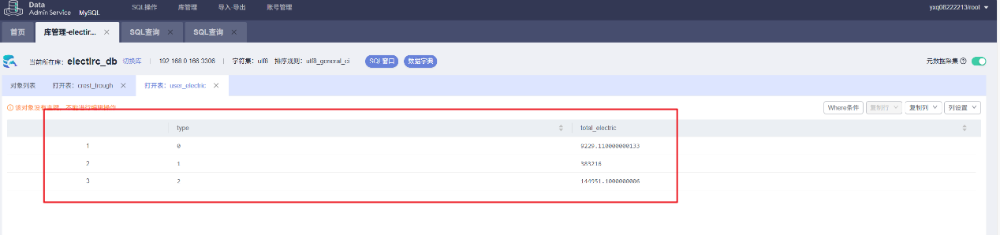 Data
Admin Service MySQL SQL操作 库管理 导入·导出 账号管理 yxq08222213/root
首页 库管理-electir... SQL查询 SQL查询
当前所在库：electlrc_db 切换库 | 192.168.0.166:3306 | 字符集：utf8 排序规则：utf8_general_ci SQL窗口 数据字典 元数据采集
对象列表 打开表：crest_trough 打开表：user_electric
该对象没有主键，不能进行编辑操作 Where条件 复制行 复制列 列设置
type total_electric
1 0 9229.110000000133
2 1 383216
3 2 144951.1000000006